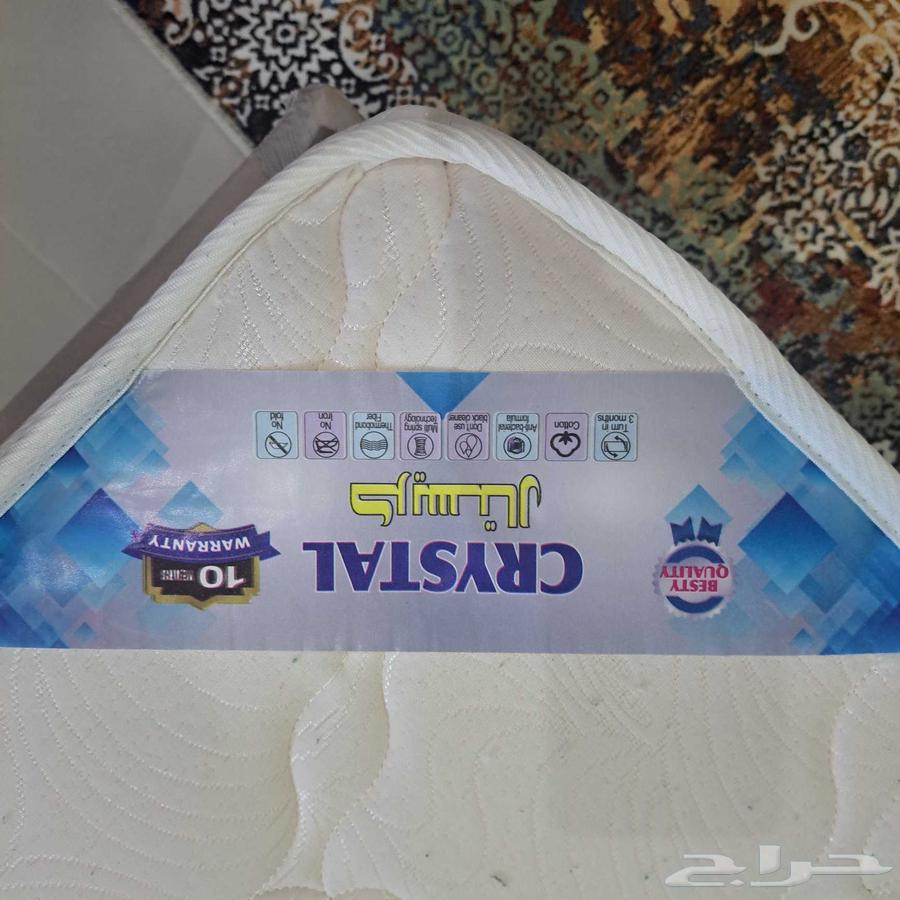 CRYSTAL
كريستال
BESTY
QUALITY
10
WARRANTY
Turn in
3 months
Cotton
Anti-bacterial
formula
Don't use
black cleaner
Multi spring
Technology
Thermobond
Fiber
No
Iron
No
fold
حراج